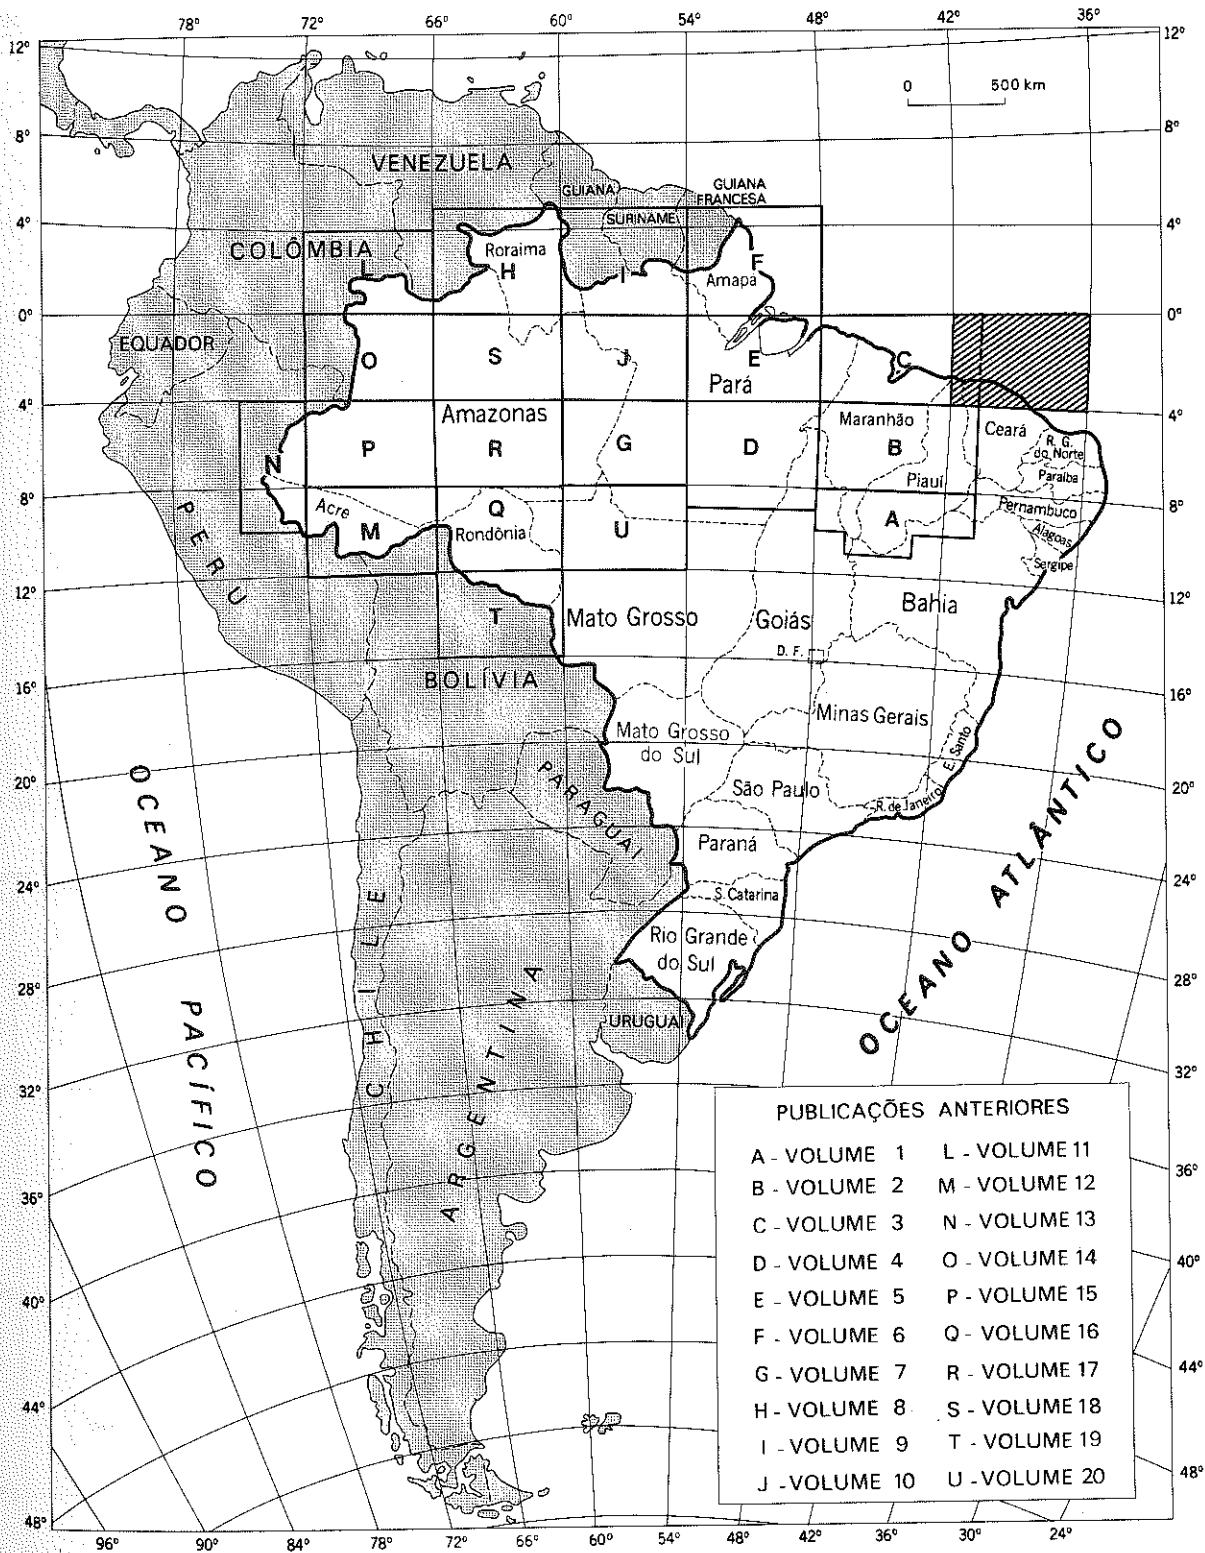 78° 72° 66° 60° 54° 48° 42° 36°
12° 12°
0 500 km
8° 8°
VENEZUELA
GUIANA
GUIANA
FRANCESA
SURINAME
4° 4°
COLÔMBIA
Roraima
L H I F
Amapa
0° 0°
EQUADOR
O S J E C
Pará
4° 4°
Amazonas
Maranhão
Ceará
R. G.
do Norte
N P R G D B
Piauí
Paraíba
8° 8°
Acre
Q
Pernambuco
M
Rondônia
U A
Alagoas
Sergipe
PERU
12° 12°
T
Mato Grosso
Goiás
Bahia
D. F.
BOLÍVIA
16° 16°
Minas Gerais
Mato Grosso
do Sul
E. Santo
PARAGUAI
São Paulo
R. de Janeiro
20° 20°
Paraná
24° 24°
S. Catarina
Rio Grande
do Sul
28° 28°
URUGUAI
OCEANO PACÍFICO
CHILE
ARGENTINA
OCEANO ATLÂNTICO
32° 32°
PUBLICAÇÕES ANTERIORES
A - VOLUME 1 L - VOLUME 11
B - VOLUME 2 M - VOLUME 12
C - VOLUME 3 N - VOLUME 13
D - VOLUME 4 O - VOLUME 14
E - VOLUME 5 P - VOLUME 15
F - VOLUME 6 Q - VOLUME 16
G - VOLUME 7 R - VOLUME 17
H - VOLUME 8 S - VOLUME 18
I - VOLUME 9 T - VOLUME 19
J - VOLUME 10 U - VOLUME 20
36° 36°
40° 40°
44° 44°
48° 48°
96° 90° 84° 78° 72° 66° 60° 54° 48° 42° 36° 30° 24°